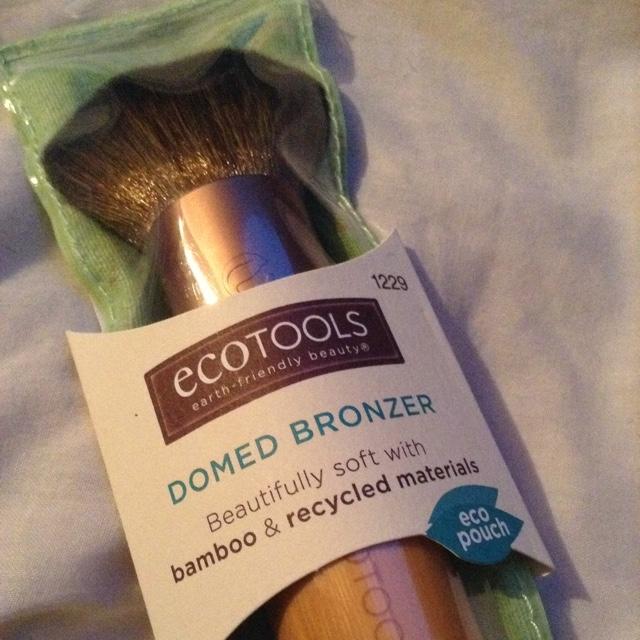 1229
ecoTOOLS
earth-friendly beauty®
DOMED BRONZER
Beautifully soft with
bamboo & recycled materials
eco
pouch